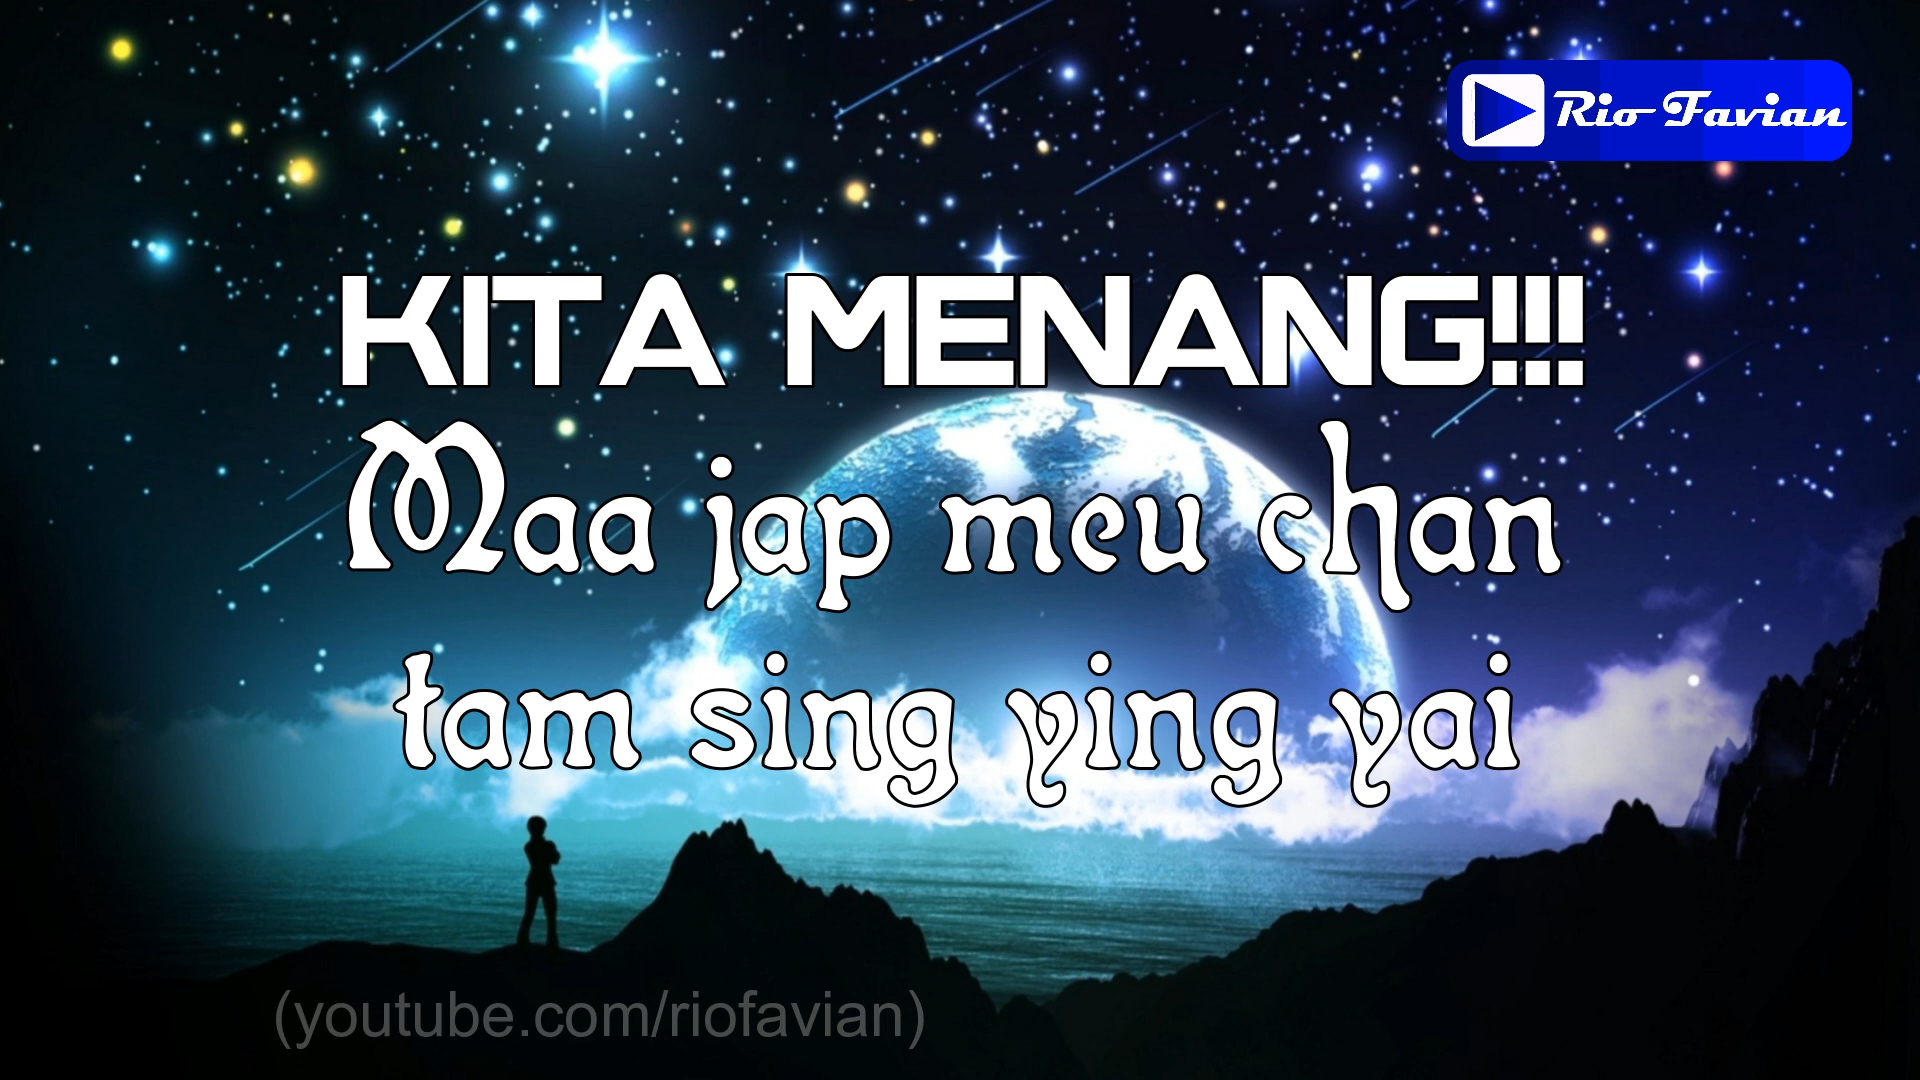 Rio Favian
KITA MENANG!!!
Maa jap meu chan
tam sing ying yai
(youtube.com/riofavian)